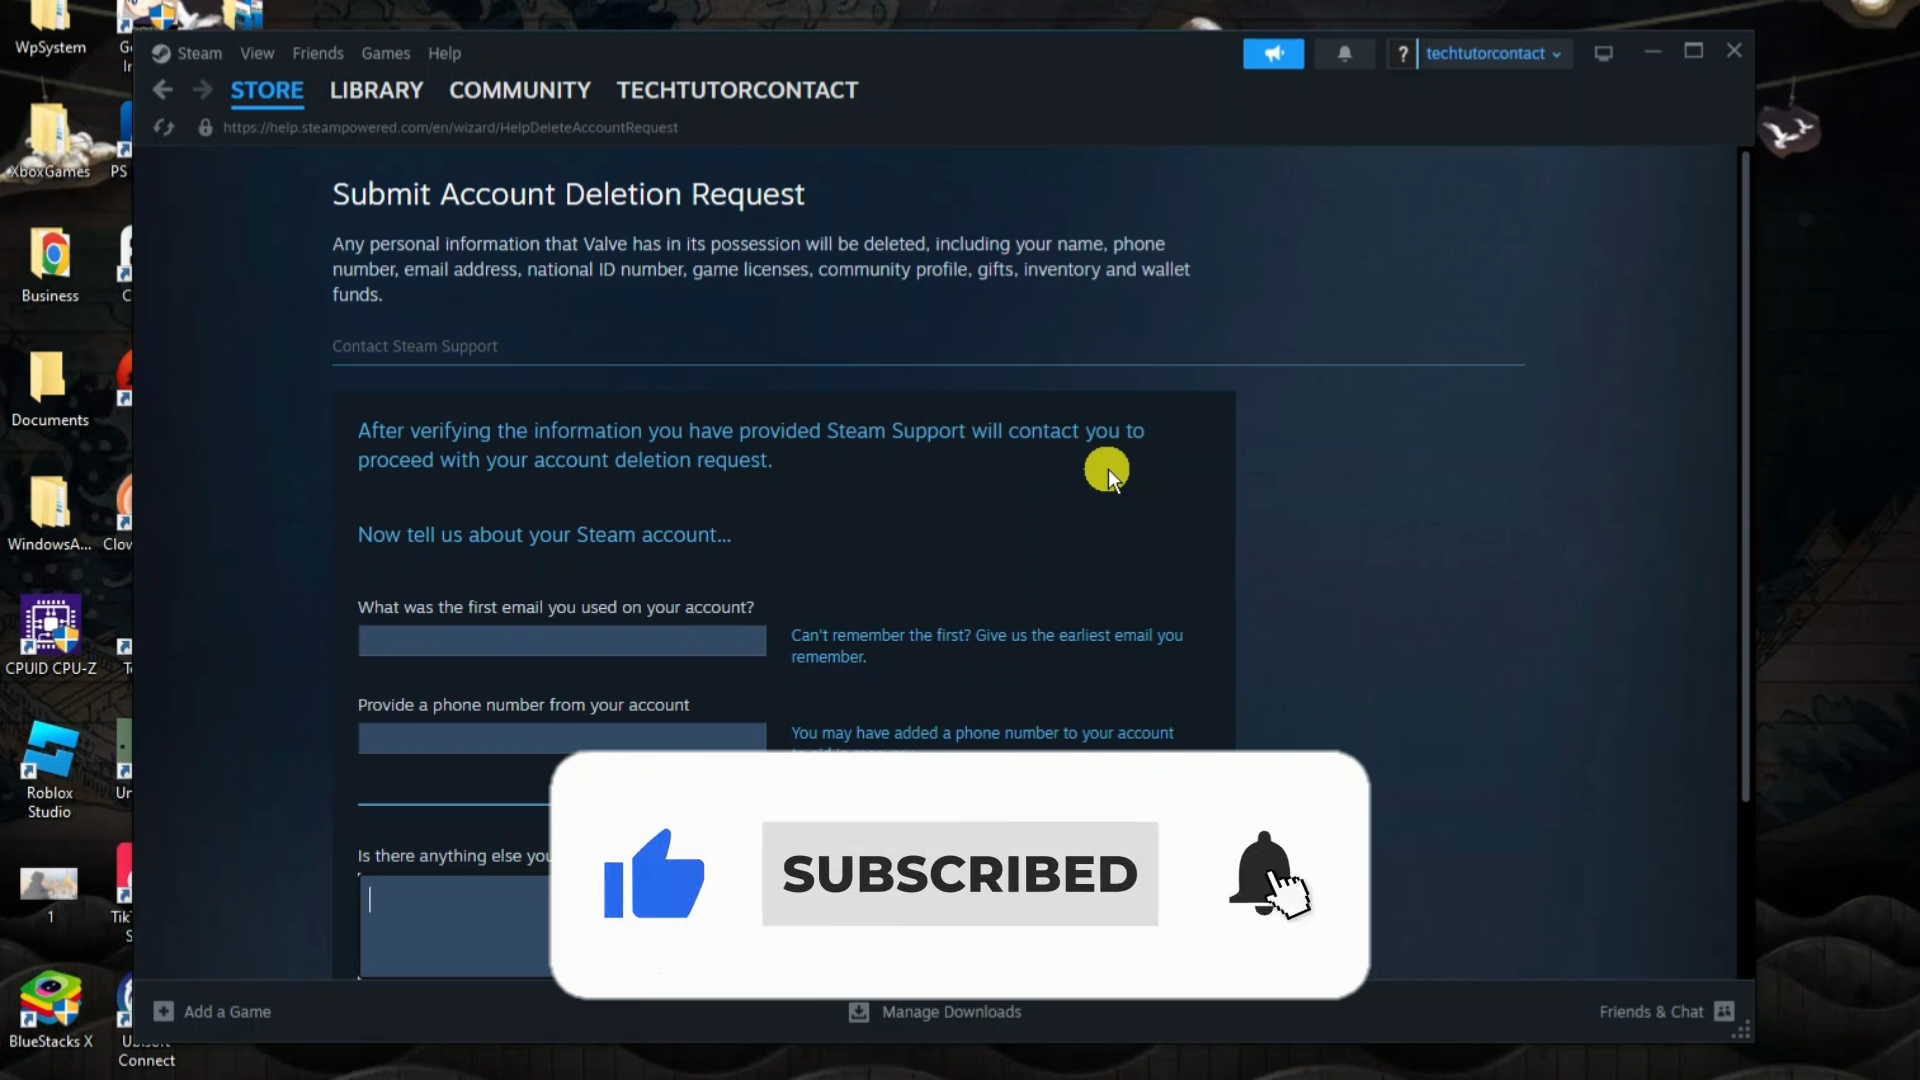 WpSystem
XboxGames
PS
Business
Documents
WindowsA...
Clow
CPUID CPU-Z
Roblox
Studio
1
BlueStacks X
Connect
Steam View Friends Games Help
? techtutorcontact
STORE LIBRARY COMMUNITY TECHTUTORCONTACT
https://help.steampowered.com/en/wizard/HelpDeleteAccountRequest
Submit Account Deletion Request
Any personal information that Valve has in its possession will be deleted, including your name, phone
number, email address, national ID number, game licenses, community profile, gifts, inventory and wallet
funds.
Contact Steam Support
After verifying the information you have provided Steam Support will contact you to
proceed with your account deletion request.
Now tell us about your Steam account...
What was the first email you used on your account?
Can't remember the first? Give us the earliest email you
remember.
Provide a phone number from your account
You may have added a phone number to your account
Is there anything else you
SUBSCRIBED
Add a Game
Manage Downloads
Friends & Chat